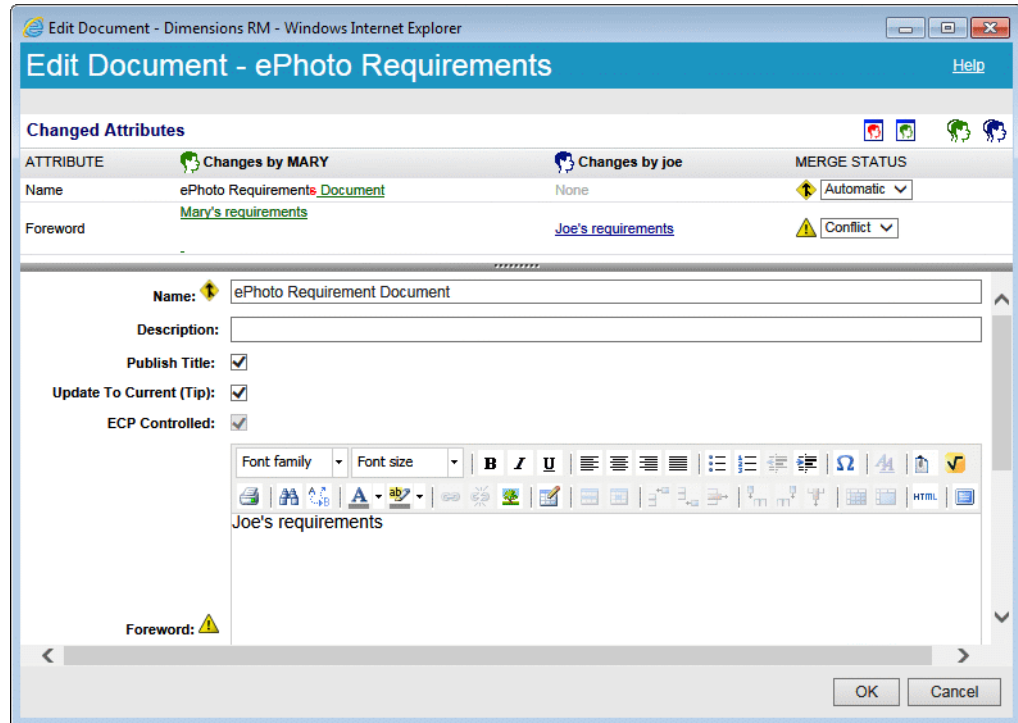 Edit Document - Dimensions RM - Windows Internet Explorer
Edit Document - ePhoto Requirements Help
Changed Attributes
ATTRIBUTE Changes by MARY Changes by joe MERGE STATUS
Name ePhoto Requirements Document None Automatic
Mary's requirements
Foreword Joe's requirements Conflict
Name: ePhoto Requirement Document
Description:
Publish Title:
Update To Current (Tip):
ECP Controlled:
Font family Font size B I U Ω
A ab HTML
Joe's requirements
Foreword:
OK Cancel